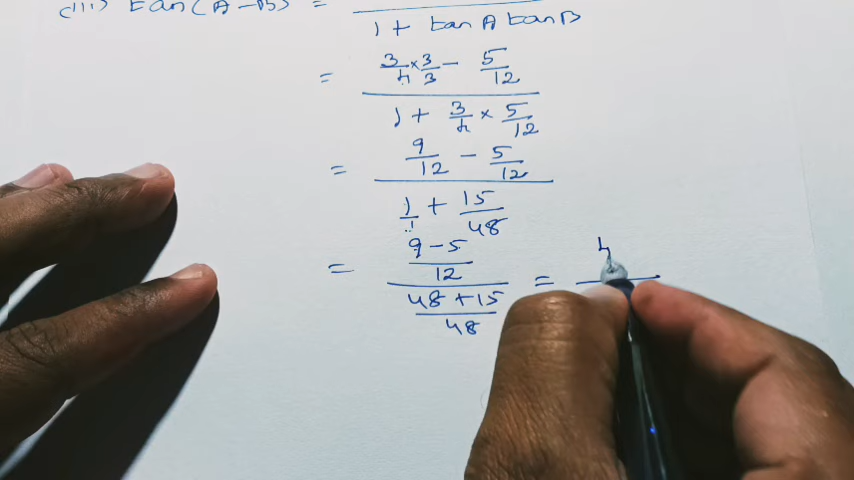 (iii) tan(A-B) =
1 + tan A tan B
= 3/4 × 3/3 - 5/12
1 + 3/4 × 5/12
= 9/12 - 5/12
1/1 + 15/48
= (9-5)/12 = 4
(48+15)/48